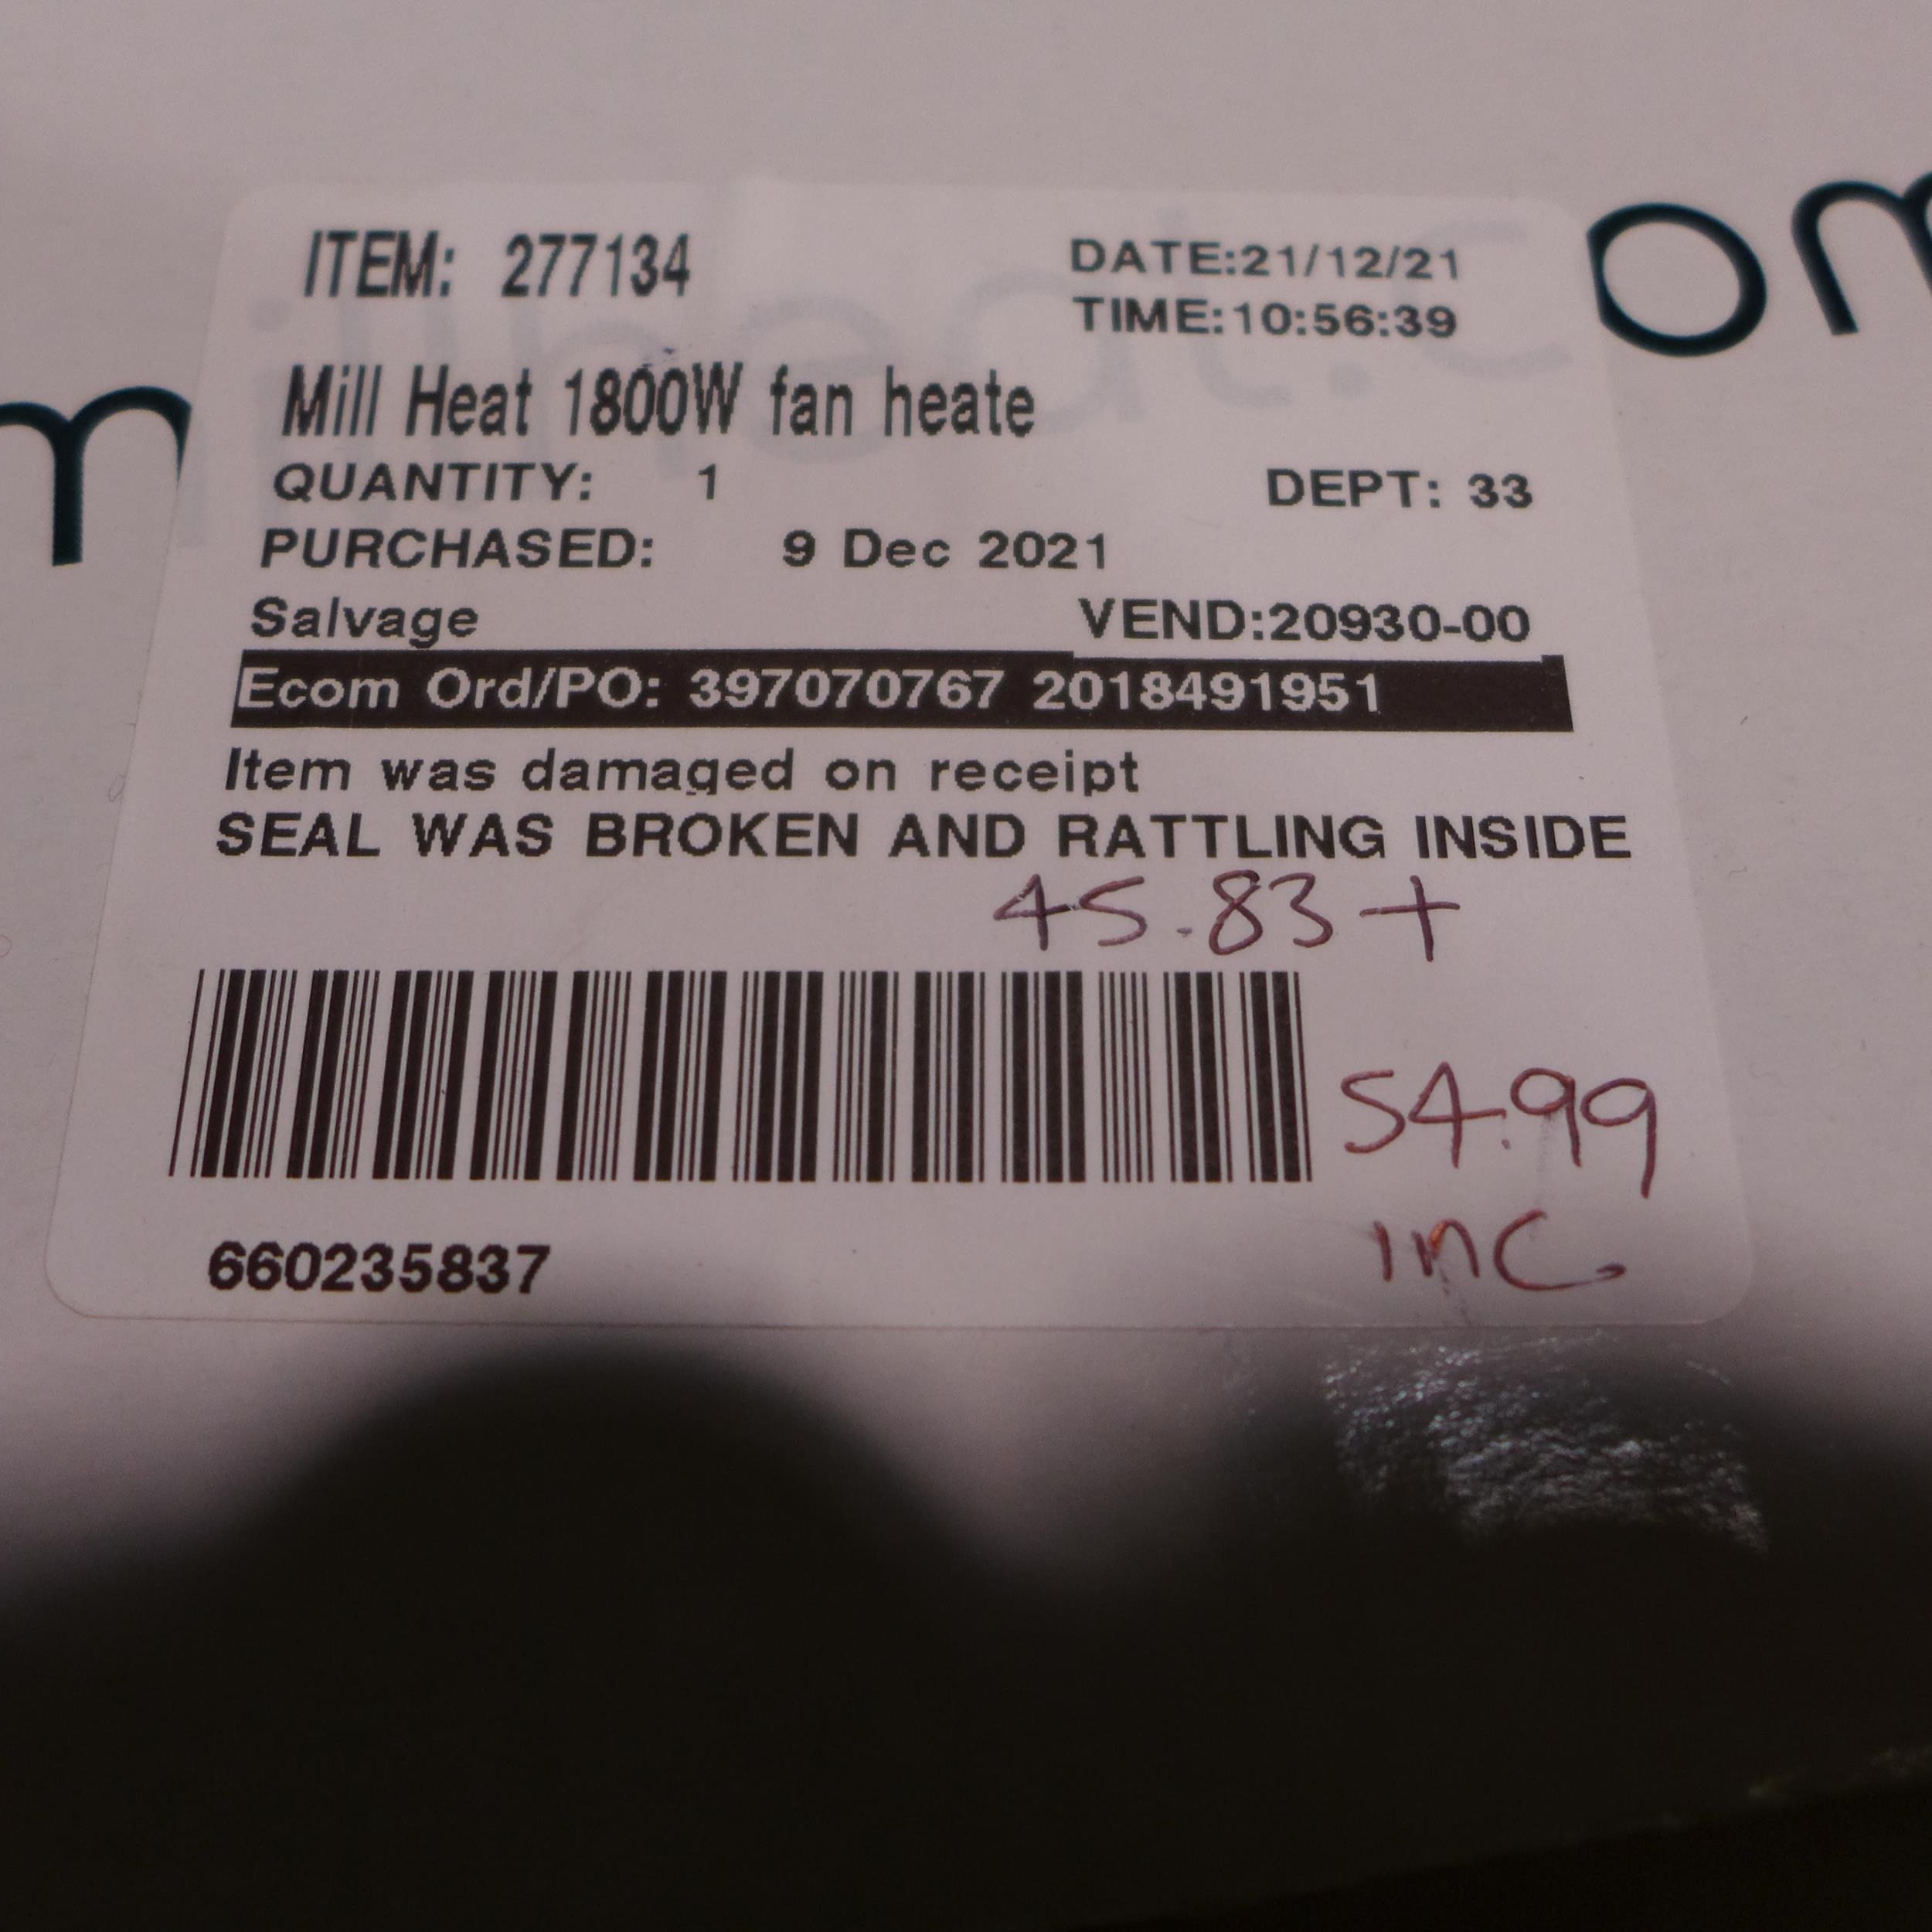 ITEM: 277134
DATE:21/12/21
TIME:10:56:39
Mill Heat 1800W fan heate
QUANTITY: 1
DEPT: 33
PURCHASED: 9 Dec 2021
Salvage
VEND:20930-00
Ecom Ord/PO: 397070767 2018491951
Item was damaged on receipt
SEAL WAS BROKEN AND RATTLING INSIDE
45.83+
54.99
inc.
660235837
m
om